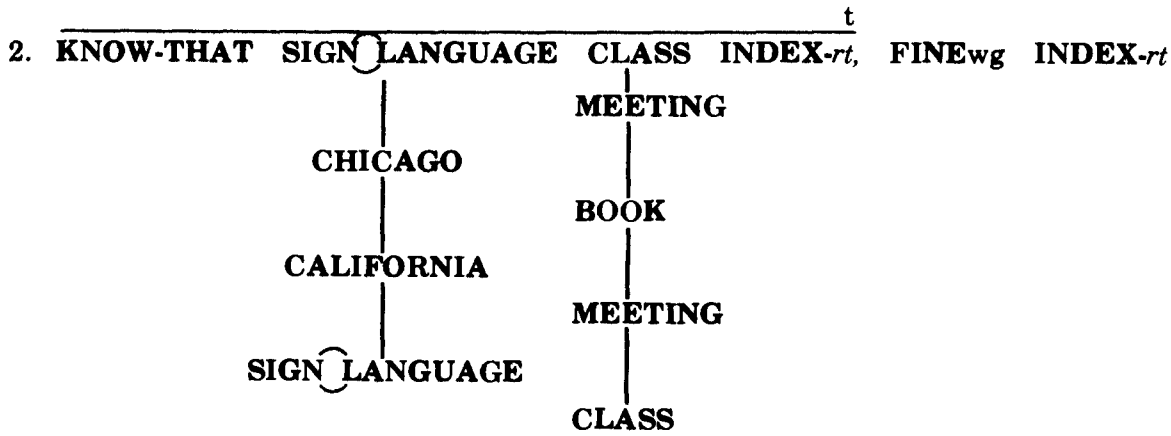 t
2. KNOW-THAT SIGN⁐LANGUAGE CLASS INDEX-rt, FINEwg INDEX-rt
MEETING
CHICAGO
BOOK
CALIFORNIA
MEETING
SIGN⁐LANGUAGE
CLASS